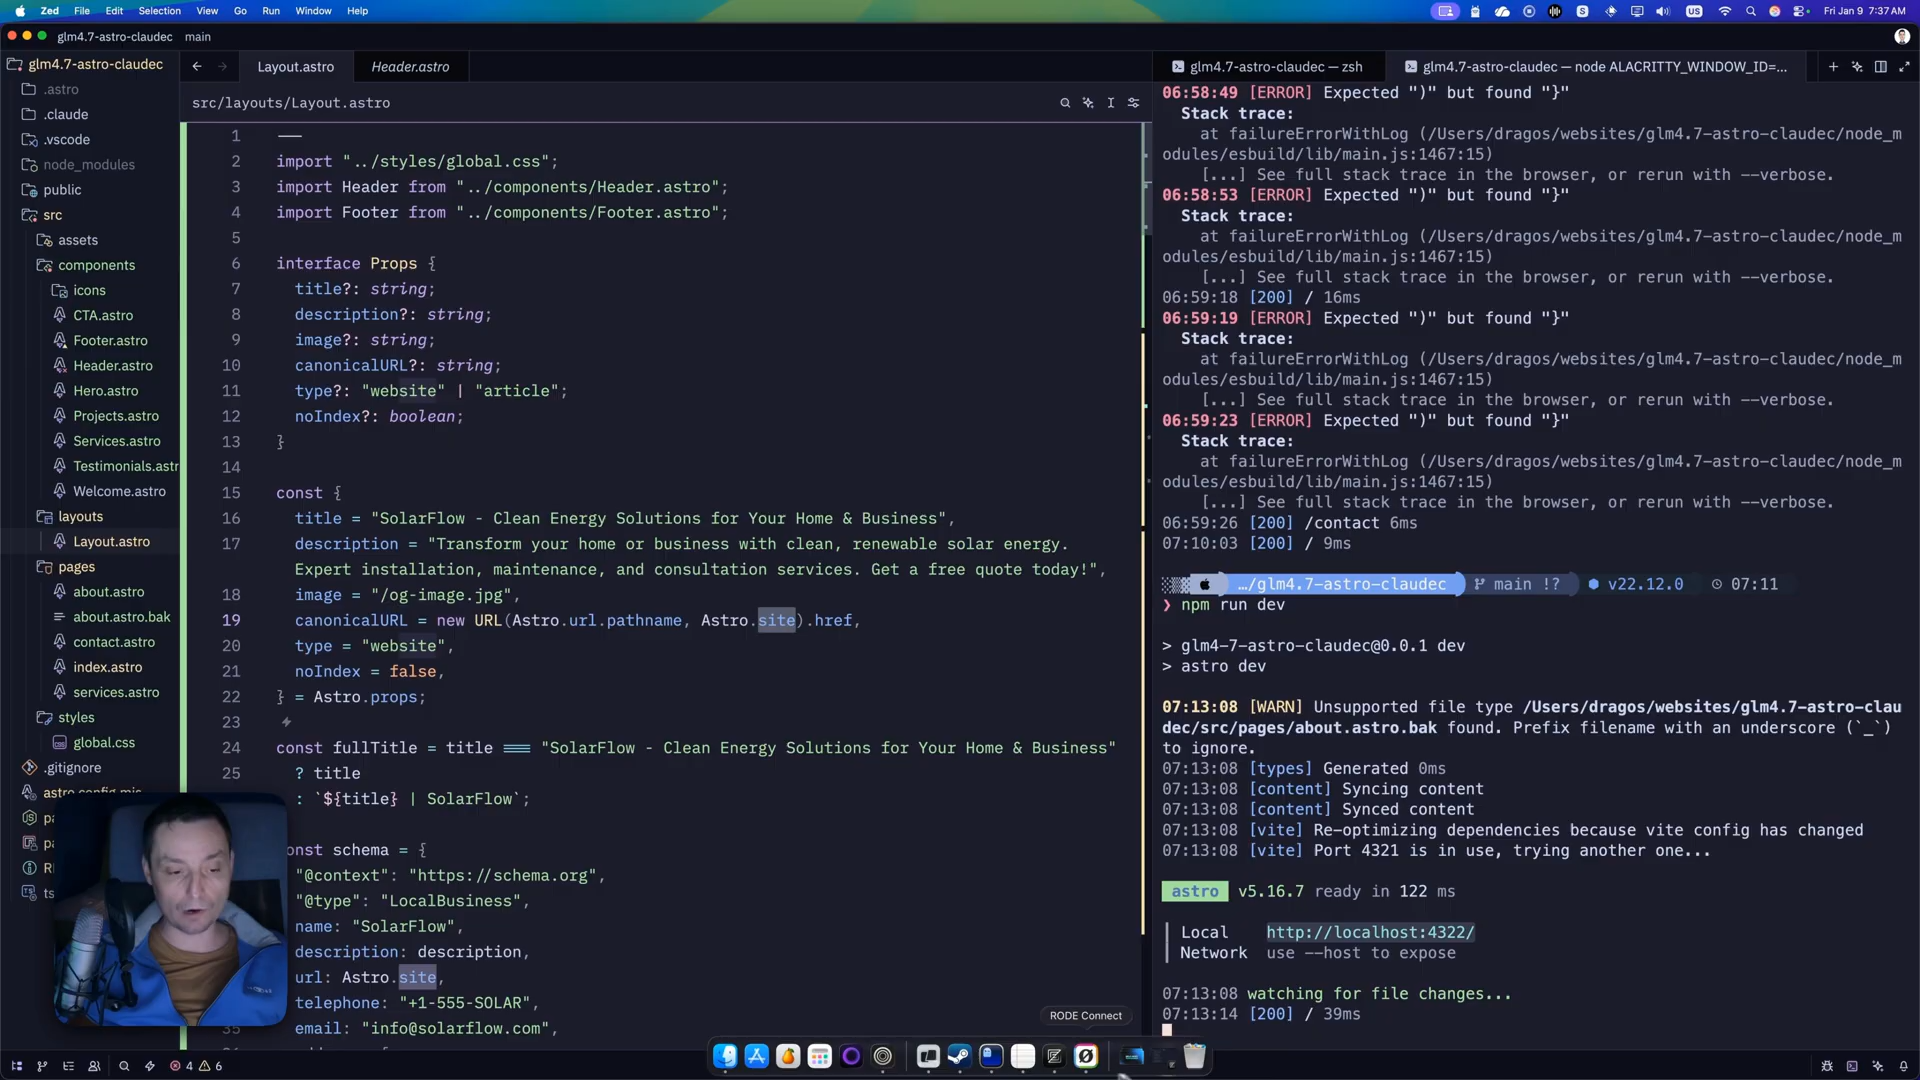 Zed File Edit Selection View Go Run Window Help
US Fri Jan 9 7:37 AM
glm4.7-astro-claudec main
glm4.7-astro-claudec
.astro
.claude
.vscode
node_modules
public
src
assets
components
icons
CTA.astro
Footer.astro
Header.astro
Hero.astro
Projects.astro
Services.astro
Testimonials.astr
Welcome.astro
layouts
Layout.astro
pages
about.astro
about.astro.bak
contact.astro
index.astro
services.astro
styles
global.css
.gitignore
Layout.astro Header.astro
src/layouts/Layout.astro
1 ---
2 import "../styles/global.css";
3 import Header from "../components/Header.astro";
4 import Footer from "../components/Footer.astro";
5
6 interface Props {
7 title?: string;
8 description?: string;
9 image?: string;
10 canonicalURL?: string;
11 type?: "website" | "article";
12 noIndex?: boolean;
13 }
14
15 const {
16 title = "SolarFlow - Clean Energy Solutions for Your Home & Business",
17 description = "Transform your home or business with clean, renewable solar energy.
Expert installation, maintenance, and consultation services. Get a free quote today!",
18 image = "/og-image.jpg",
19 canonicalURL = new URL(Astro.url.pathname, Astro.site).href,
20 type = "website",
21 noIndex = false,
22 } = Astro.props;
23
24 const fullTitle = title === "SolarFlow - Clean Energy Solutions for Your Home & Business"
25 ? title
: `${title} | SolarFlow`;
onst schema = {
"@context": "https://schema.org",
"@type": "LocalBusiness",
name: "SolarFlow",
description: description,
url: Astro.site,
telephone: "+1-555-SOLAR",
35 email: "info@solarflow.com",
4 6
glm4.7-astro-claudec — zsh glm4.7-astro-claudec — node ALACRITTY_WINDOW_ID=...
06:58:49 [ERROR] Expected ")" but found "}"
Stack trace:
at failureErrorWithLog (/Users/dragos/websites/glm4.7-astro-claudec/node_m
odules/esbuild/lib/main.js:1467:15)
[...] See full stack trace in the browser, or rerun with --verbose.
06:58:53 [ERROR] Expected ")" but found "}"
Stack trace:
at failureErrorWithLog (/Users/dragos/websites/glm4.7-astro-claudec/node_m
odules/esbuild/lib/main.js:1467:15)
[...] See full stack trace in the browser, or rerun with --verbose.
06:59:18 [200] / 16ms
06:59:19 [ERROR] Expected ")" but found "}"
Stack trace:
at failureErrorWithLog (/Users/dragos/websites/glm4.7-astro-claudec/node_m
odules/esbuild/lib/main.js:1467:15)
[...] See full stack trace in the browser, or rerun with --verbose.
06:59:23 [ERROR] Expected ")" but found "}"
Stack trace:
at failureErrorWithLog (/Users/dragos/websites/glm4.7-astro-claudec/node_m
odules/esbuild/lib/main.js:1467:15)
[...] See full stack trace in the browser, or rerun with --verbose.
06:59:26 [200] /contact 6ms
07:10:03 [200] / 9ms
…/glm4.7-astro-claudec main !? v22.12.0 07:11
❯ npm run dev
> glm4-7-astro-claudec@0.0.1 dev
> astro dev
07:13:08 [WARN] Unsupported file type /Users/dragos/websites/glm4.7-astro-clau
dec/src/pages/about.astro.bak found. Prefix filename with an underscore (`_`)
to ignore.
07:13:08 [types] Generated 0ms
07:13:08 [content] Syncing content
07:13:08 [content] Synced content
07:13:08 [vite] Re-optimizing dependencies because vite config has changed
07:13:08 [vite] Port 4321 is in use, trying another one...
astro v5.16.7 ready in 122 ms
Local http://localhost:4322/
Network use --host to expose
07:13:08 watching for file changes...
07:13:14 [200] / 39ms
RODE Connect